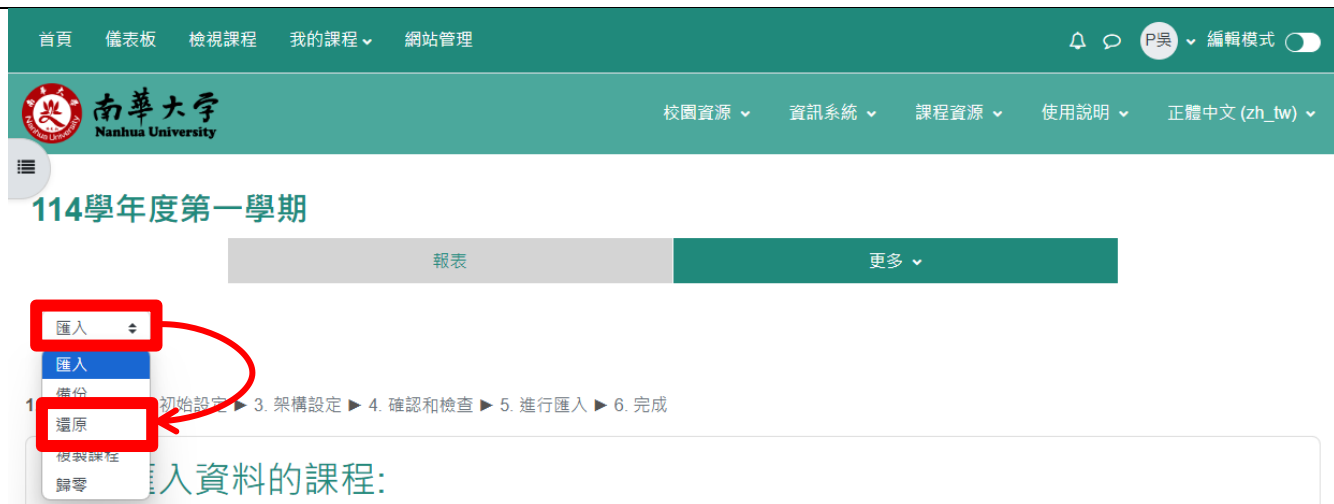 首頁 儀表板 檢視課程 我的課程 網站管理 P吳 編輯模式
南華大学 校園資源 資訊系統 課程資源 使用說明 正體中文 (zh_tw)
Nanhua University
114學年度第一學期
報表 更多
匯入
匯入
備份
1 初始設定 ► 3. 架構設定 ► 4. 確認和檢查 ► 5. 進行匯入 ► 6. 完成
還原
複製課程
入資料的課程:
歸零